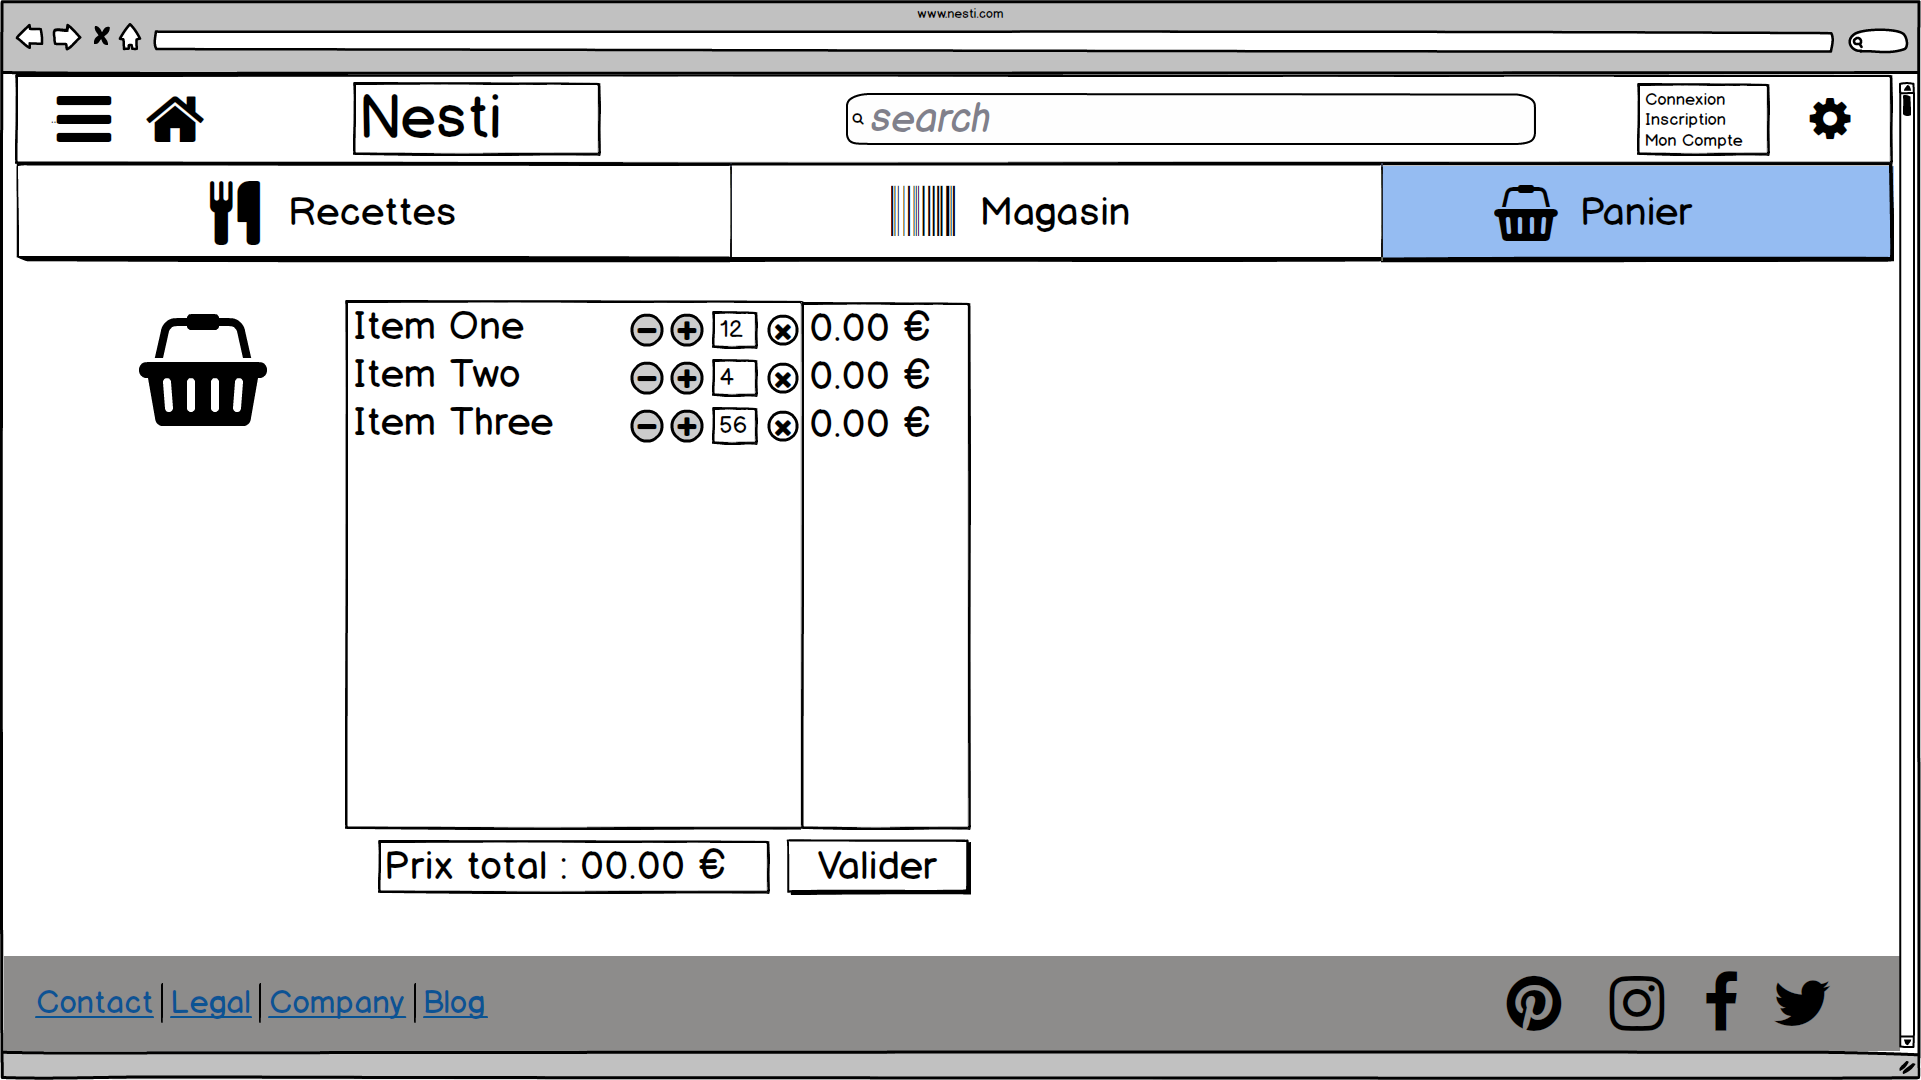 www.nesti.com
Nesti
search
Connexion
Inscription
Mon Compte
Recettes
Magasin
Panier
Item One 12 0.00 €
Item Two 4 0.00 €
Item Three 56 0.00 €
Prix total : 00.00 €
Valider
Contact | Legal | Company | Blog